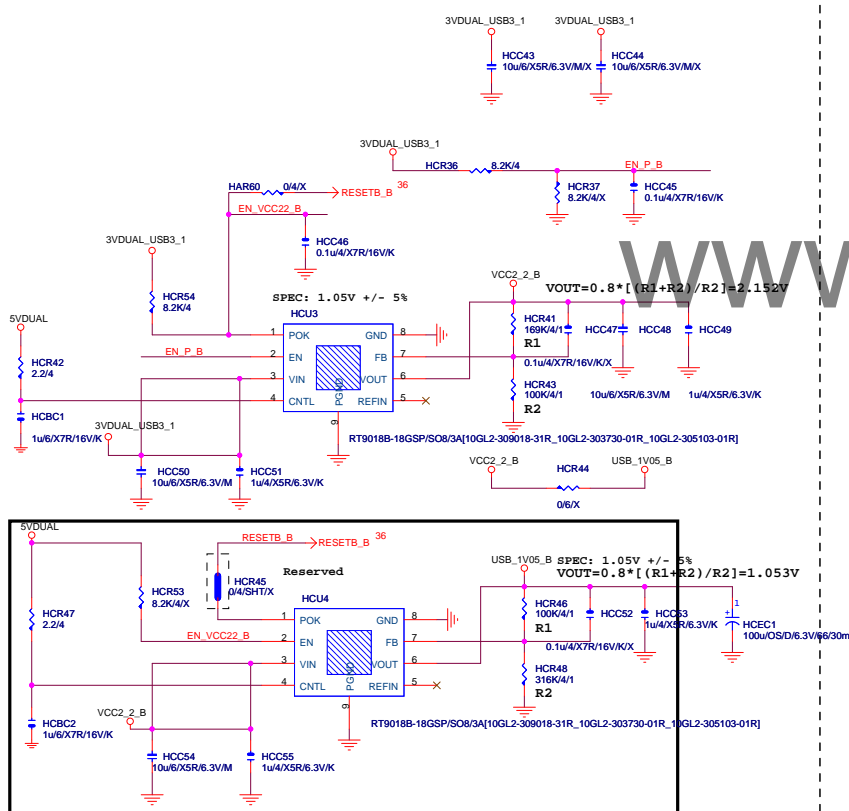 3VDUAL_USB3_1
3VDUAL_USB3_1
HCC43
10u/6/X5R/6.3V/M/X
HCC44
10u/6/X5R/6.3V/M/X
3VDUAL_USB3_1
HCR36
8.2K/4
EN_P_B
HCR37
8.2K/4/X
HCC45
0.1u/4/X7R/16V/K
HAR60
0/4/X
RESETB_B
36
EN_VCC22_B
HCC46
0.1u/4/X7R/16V/K
3VDUAL_USB3_1
HCR54
8.2K/4
SPEC: 1.05V +/- 5%
HCU3
WWW
VCC2_2_B
VOUT=0.8*[(R1+R2)/R2]=2.152V
5VDUAL
HCR42
2.2/4
EN_P_B
1
POK
GND
8
2
EN
FB
7
3
VIN
VOUT
6
4
CNTL
REFIN
5
PGND
9
HCR41
169K/4/1
R1
HCC47
HCC48
HCC49
0.1u/4/X7R/16V/K/X
HCR43
100K/4/1
R2
10u/6/X5R/6.3V/M
1u/4/X5R/6.3V/K
HCBC1
1u/6/X7R/16V/K
3VDUAL_USB3_1
RT9018B-18GSP/SO8/3A[10GL2-309018-31R_10GL2-303730-01R_10GL2-305103-01R]
HCC50
10u/6/X5R/6.3V/M
HCC51
1u/4/X5R/6.3V/K
VCC2_2_B
HCR44
USB_1V05_B
0/6/X
5VDUAL
RESETB_B
RESETB_B
36
HCR45
0/4/SHT/X
Reserved
HCR53
8.2K/4/X
HCU4
USB_1V05_B
SPEC: 1.05V +/- 5%
VOUT=0.8*[(R1+R2)/R2]=1.053V
HCR47
2.2/4
EN_VCC22_B
1
POK
GND
8
2
EN
FB
7
3
VIN
VOUT
6
4
CNTL
REFIN
5
PGND
9
HCR46
100K/4/1
R1
HCC52
0.1u/4/X7R/16V/K/X
HCC53
1u/4/X5R/6.3V/K
1
+
HCEC1
100u/OS/D/6.3V/66/30m
HCR48
316K/4/1
R2
HCBC2
1u/6/X7R/16V/K
VCC2_2_B
RT9018B-18GSP/SO8/3A[10GL2-309018-31R_10GL2-303730-01R_10GL2-305103-01R]
HCC54
10u/6/X5R/6.3V/M
HCC55
1u/4/X5R/6.3V/K